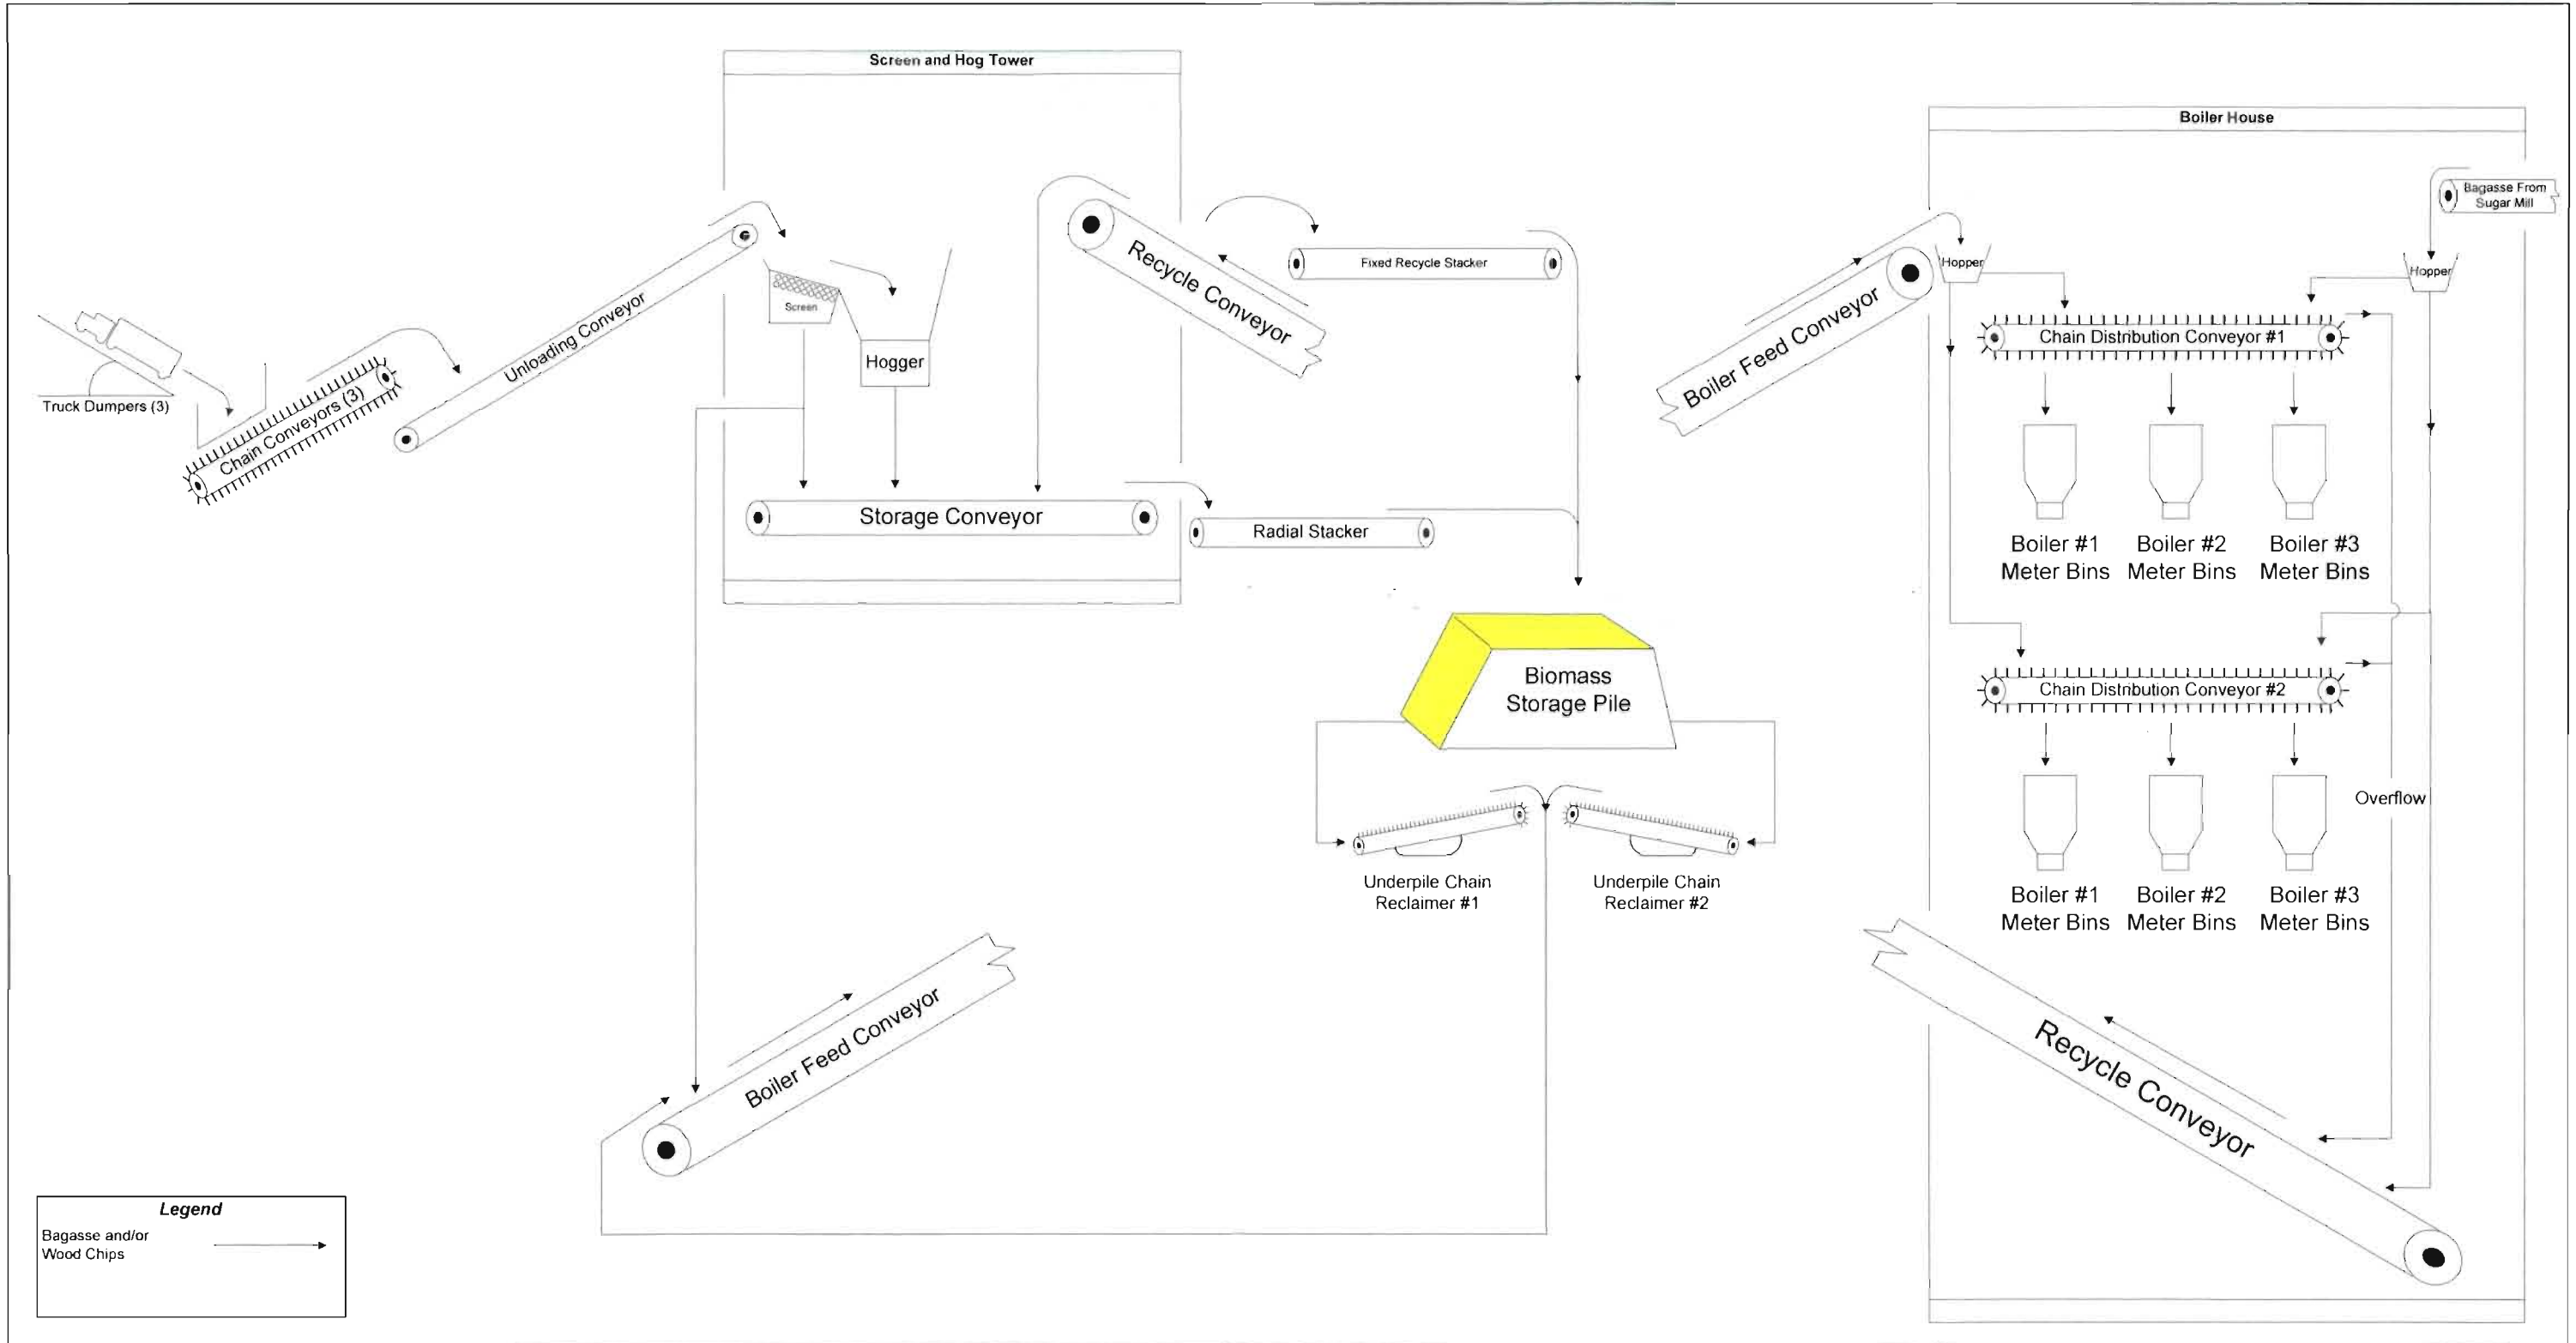 Screen and Hog Tower
Boiler House
Bagasse From
Sugar Mill
Recycle Conveyor
Fixed Recycle Stacker
Hopper
Hopper
Unloading Conveyor
Screen
Hogger
Boiler Feed Conveyor
Chain Distribution Conveyor #1
Truck Dumpers (3)
Chain Conveyors (3)
Storage Conveyor
Radial Stacker
Boiler #1
Meter Bins
Boiler #2
Meter Bins
Boiler #3
Meter Bins
Biomass
Storage Pile
Chain Distribution Conveyor #2
Overflow
Underpile Chain
Reclaimer #1
Underpile Chain
Reclaimer #2
Boiler #1
Meter Bins
Boiler #2
Meter Bins
Boiler #3
Meter Bins
Boiler Feed Conveyor
Recycle Conveyor
Legend
Bagasse and/or
Wood Chips